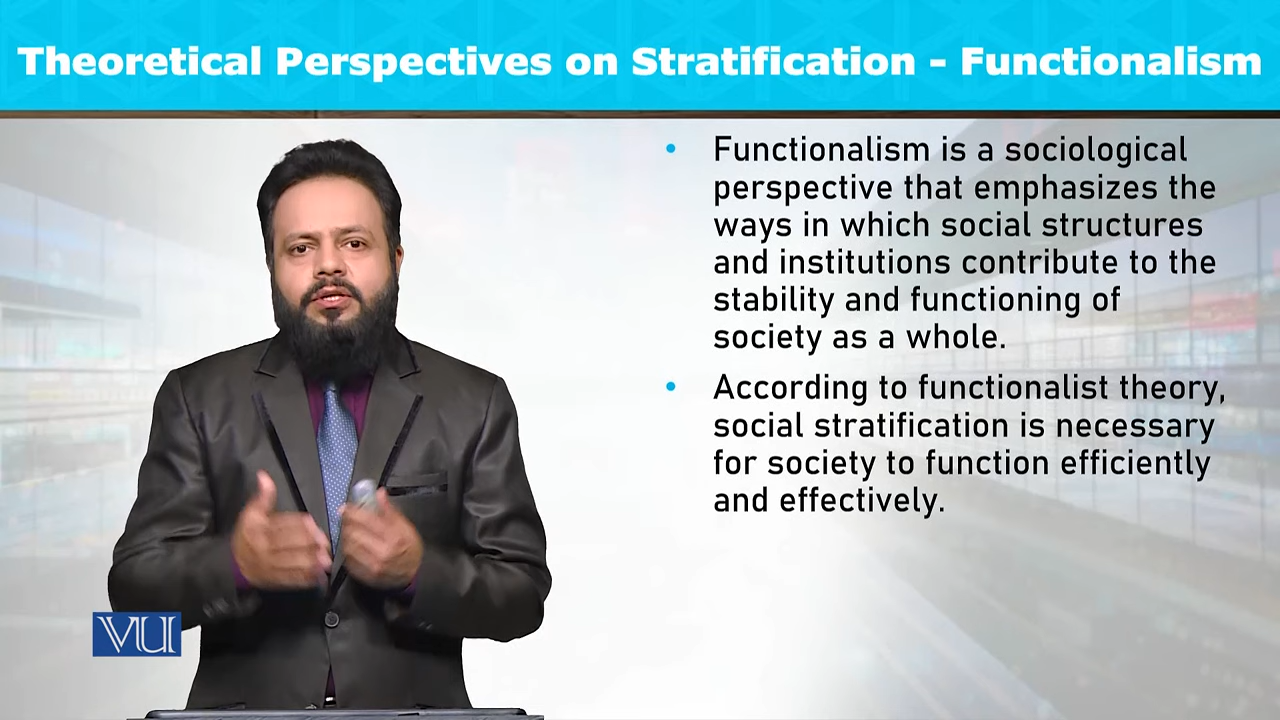 Theoretical Perspectives on Stratification - Functionalism
• Functionalism is a sociological
perspective that emphasizes the
ways in which social structures
and institutions contribute to the
stability and functioning of
society as a whole.
• According to functionalist theory,
social stratification is necessary
for society to function efficiently
and effectively.
VU